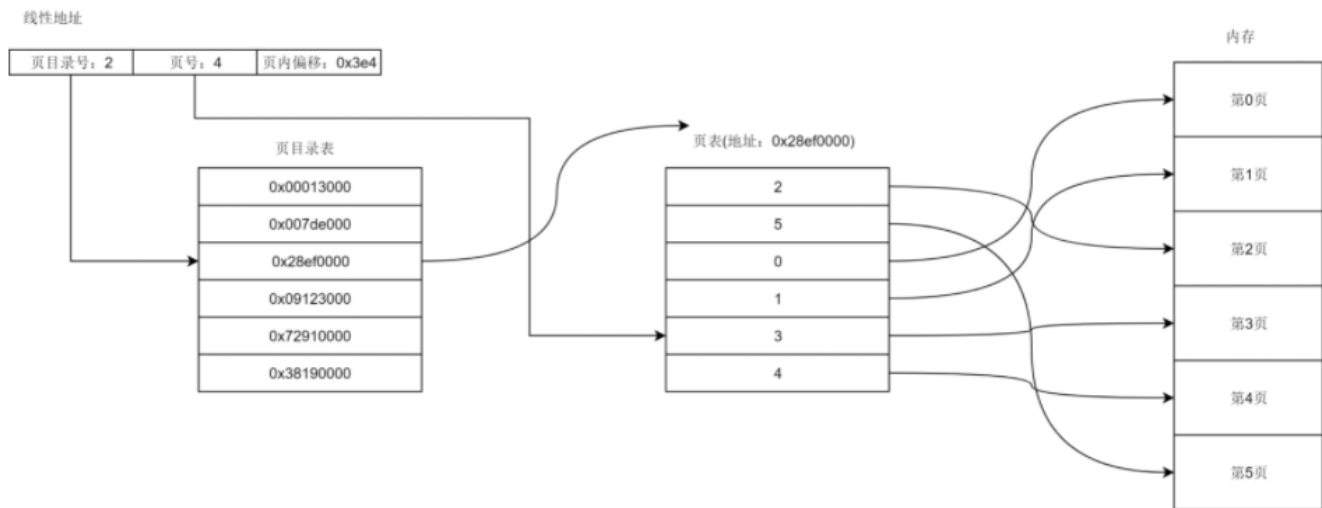 线性地址
页目录号：2
页号：4
页内偏移：0x3e4
页目录表
0x00013000
0x007de000
0x28ef0000
0x09123000
0x72910000
0x38190000
页表(地址：0x28ef0000)
2
5
0
1
3
4
内存
第0页
第1页
第2页
第3页
第4页
第5页